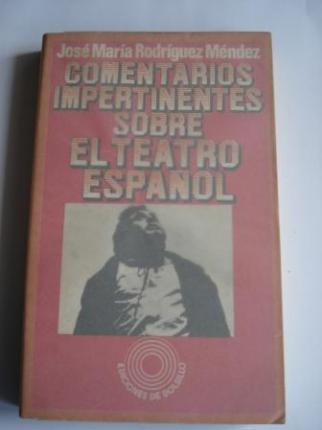 José María Rodríguez Méndez
COMENTARIOS
IMPERTINENTES
SOBRE
EL TEATRO
ESPAÑOL
EDICIONES DE BOLSILLO